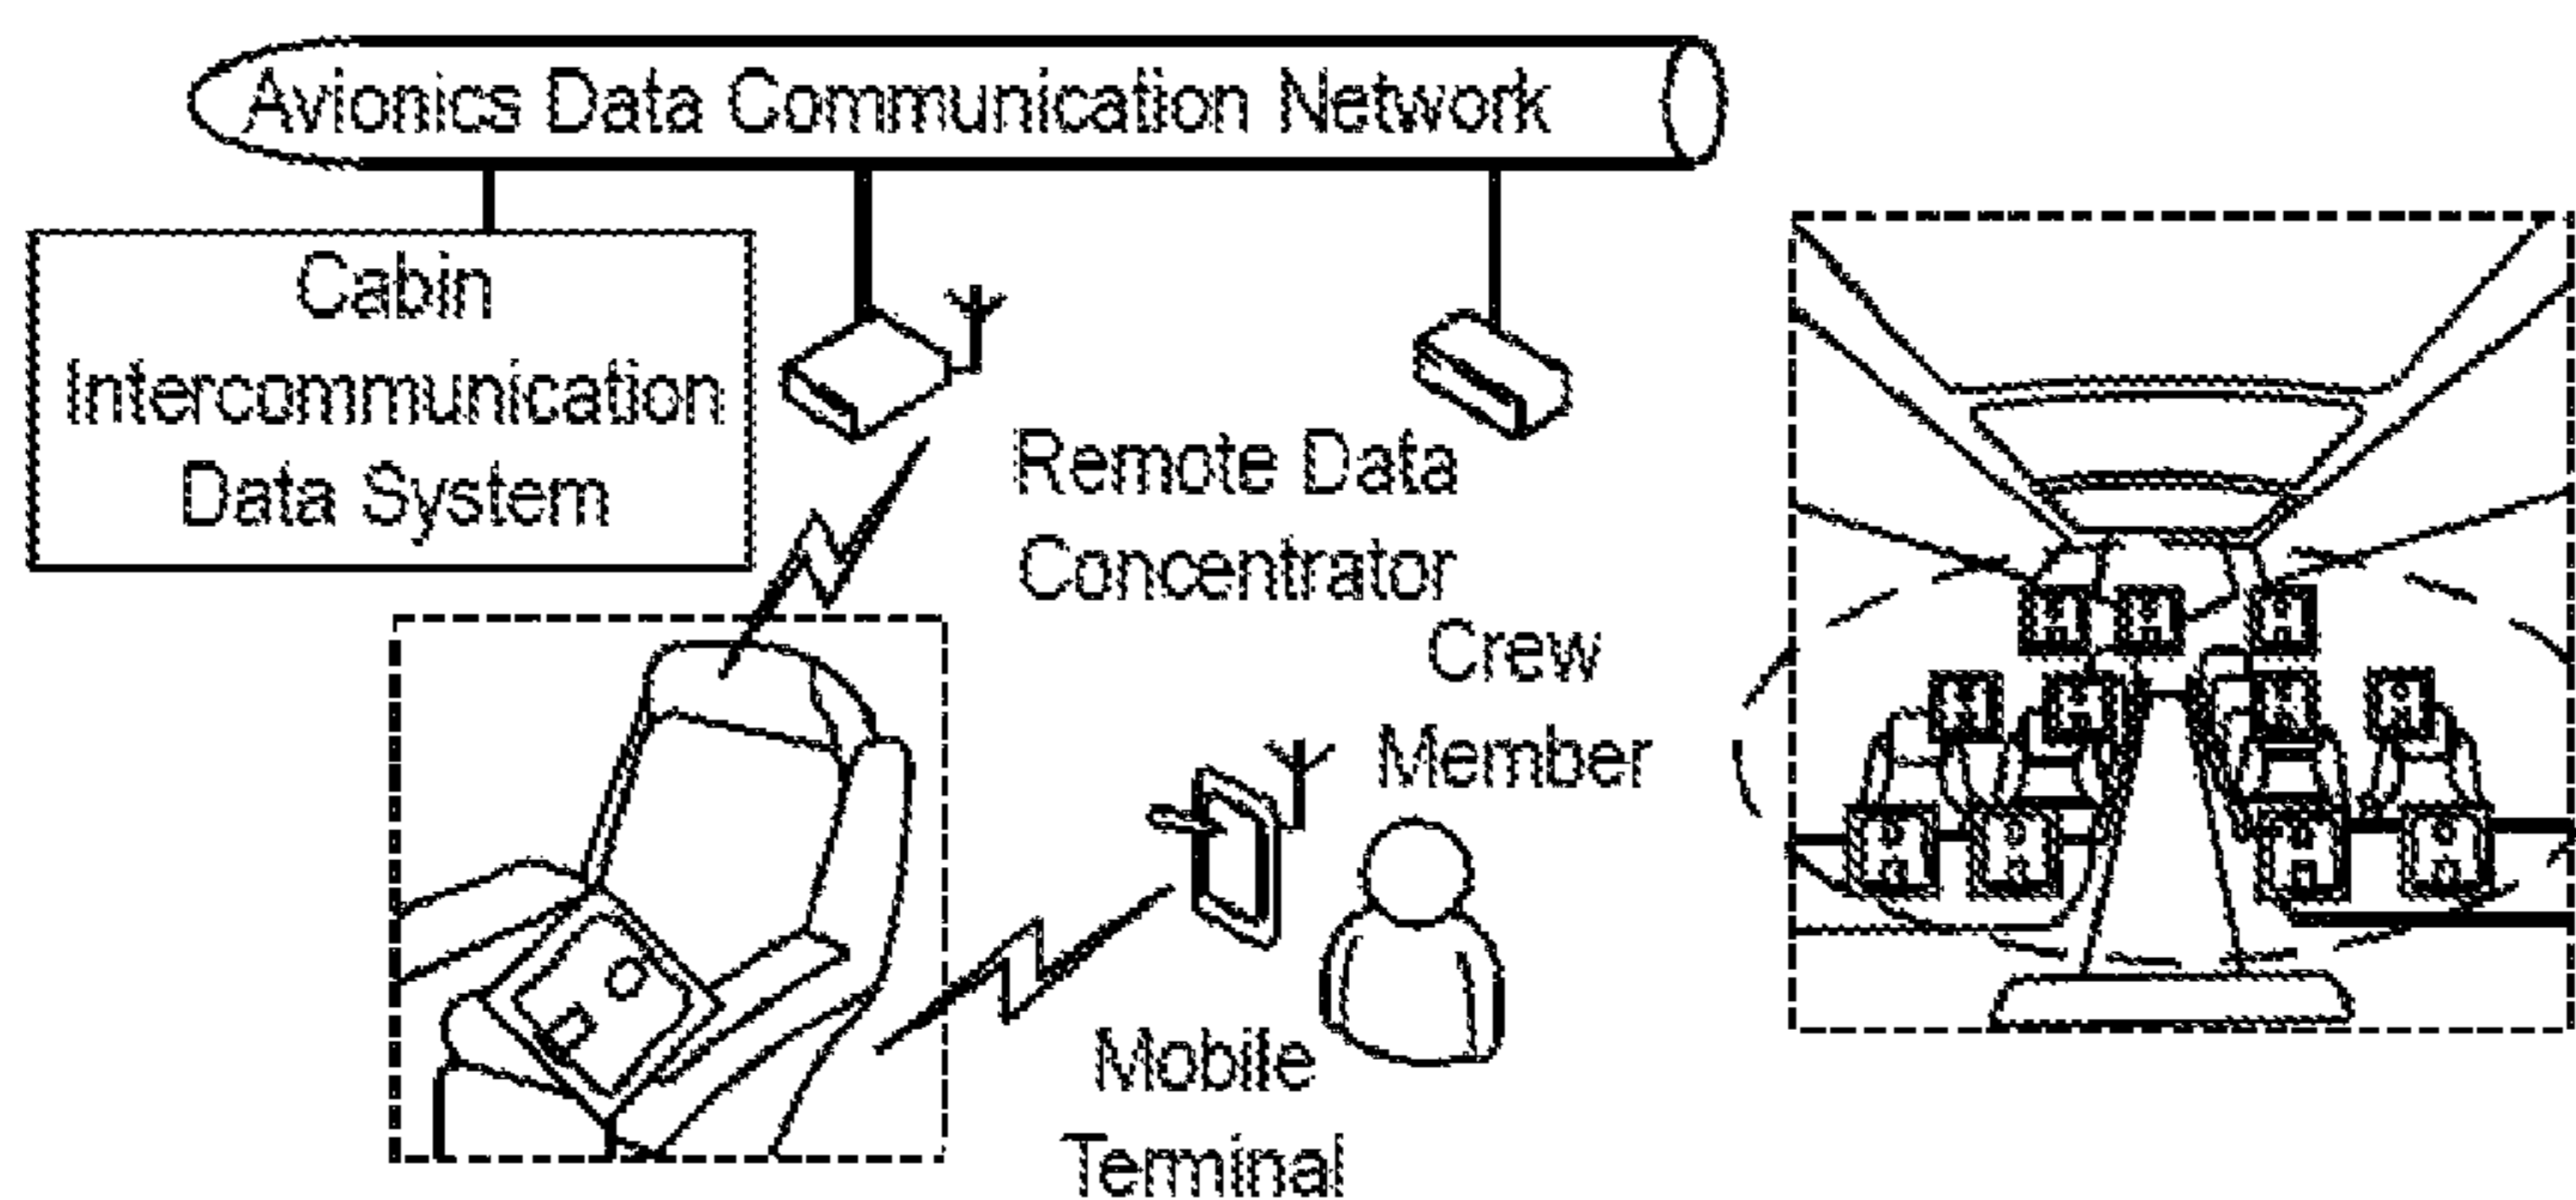 Avionics Data Communication Network
Cabin
Intercommunication
Data System
Remote Data
Concentrator
Crew
Member
Mobile
Terminal